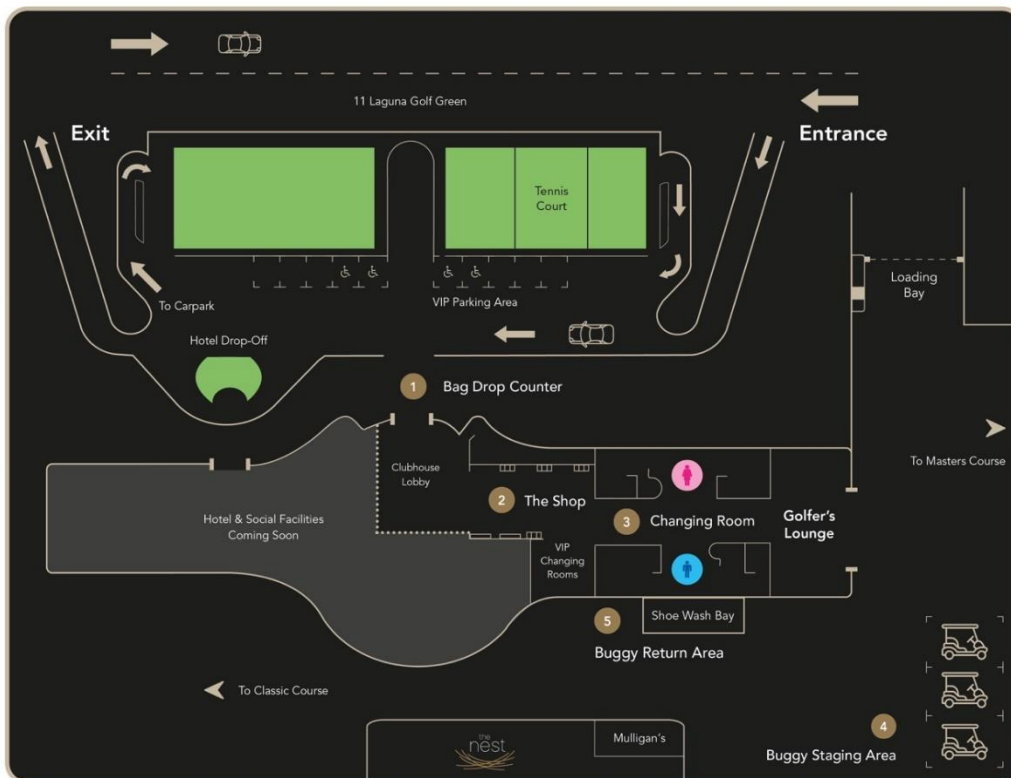 11 Laguna Golf Green
Exit
Entrance
Tennis
Court
Loading
Bay
To Carpark
VIP Parking Area
Hotel Drop-Off
1
Bag Drop Counter
To Masters Course
Clubhouse
Lobby
2
The Shop
3
Changing Room
Golfer's
Lounge
Hotel & Social Facilities
Coming Soon
VIP
Changing
Rooms
5
Shoe Wash Bay
Buggy Return Area
To Classic Course
4
Buggy Staging Area
the
nest
Mulligan's